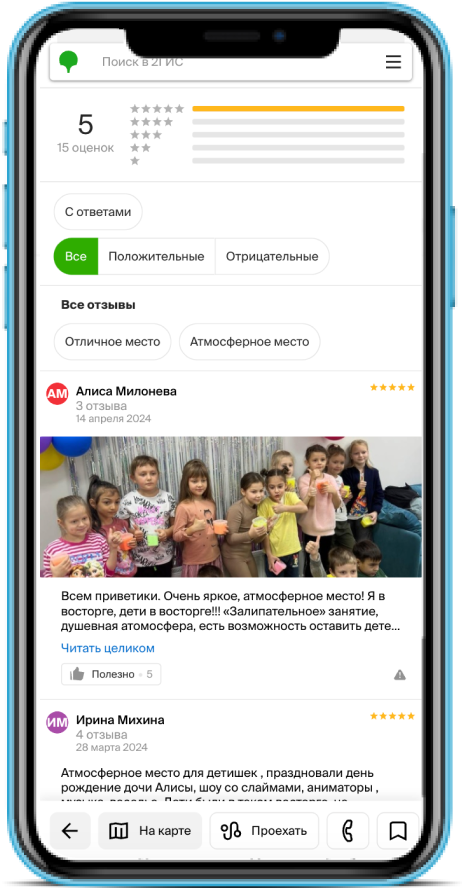 Поиск в 2ГИС
5
15 оценок
С ответами
Все
Положительные
Отрицательные
Все отзывы
Отличное место
Атмосферное место
АМ
Алиса Милонева
3 отзыва
14 апреля 2024
Всем приветики. Очень яркое, атмосферное место! Я в
восторге, дети в восторге!!! «Залипательное» занятие,
душевная атомосфера, есть возможность оставить дете...
Читать целиком
Полезно · 5
ИМ
Ирина Михина
4 отзыва
28 марта 2024
Атмосферное место для детишек , праздновали день
рождение дочи Алисы, шоу со слаймами, аниматоры ,
На карте
Проехать